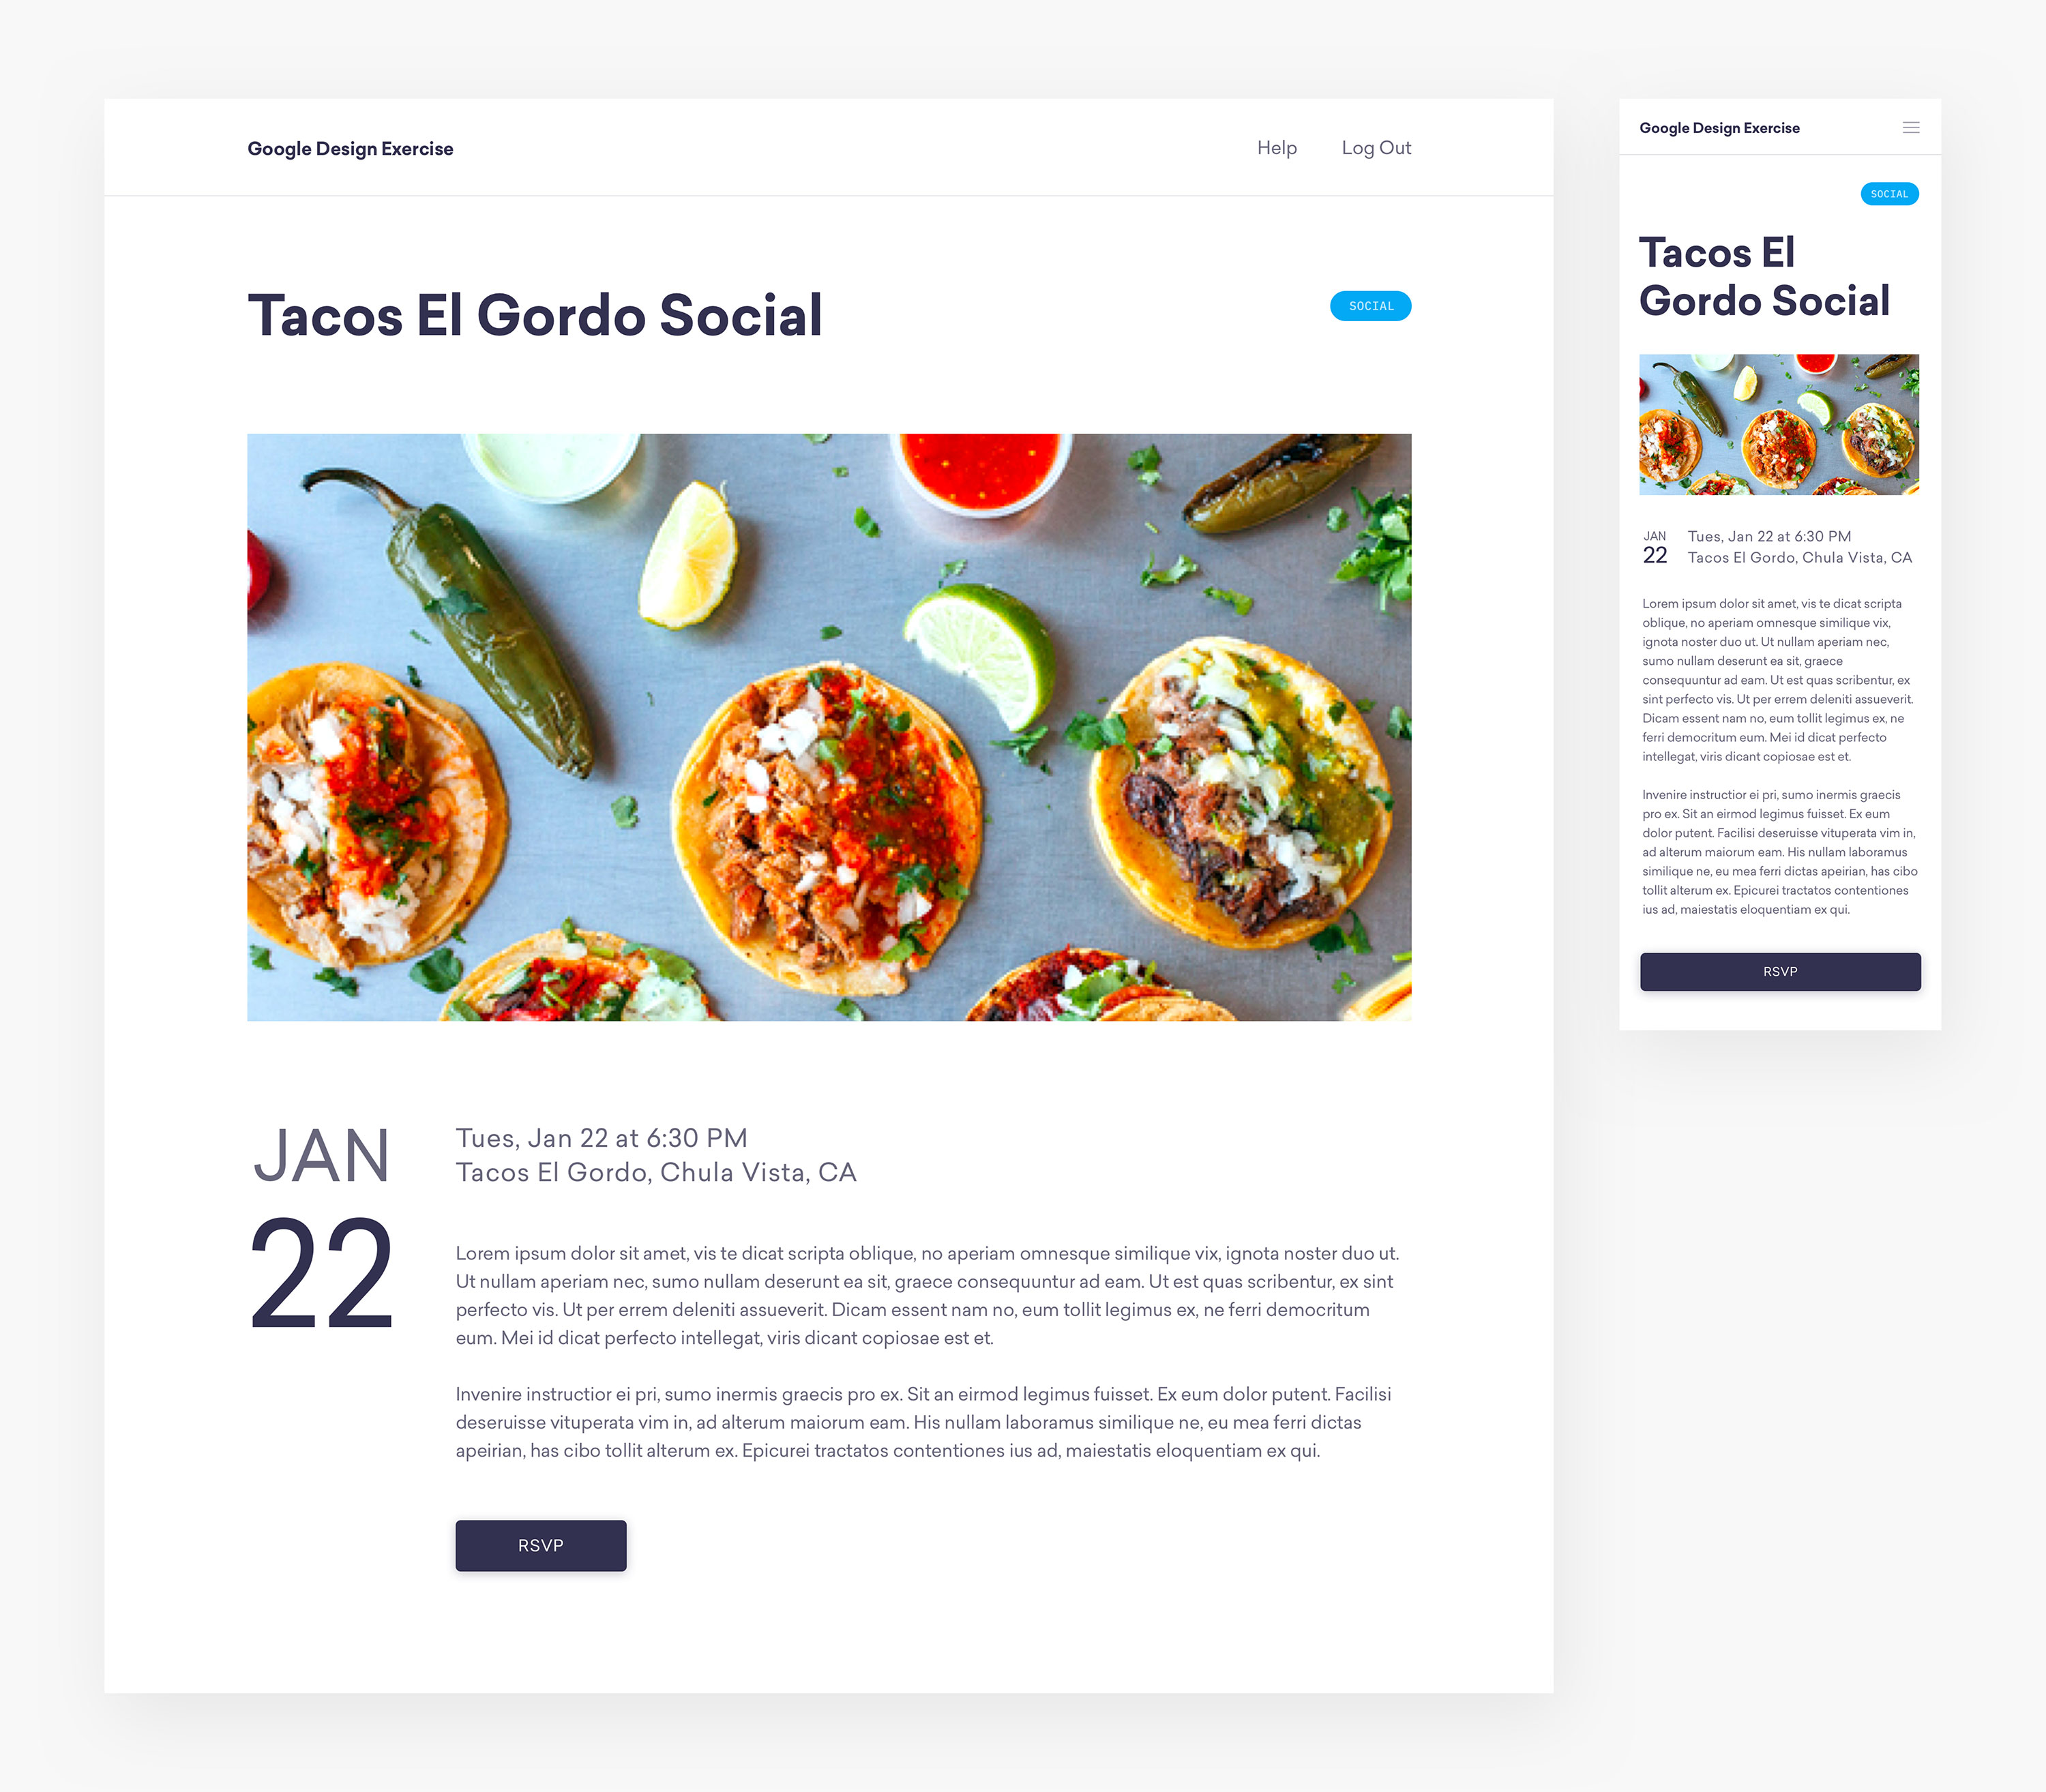 Google Design Exercise
Help
Log Out
Tacos El Gordo Social
SOCIAL
JAN
22
Tues, Jan 22 at 6:30 PM
Tacos El Gordo, Chula Vista, CA
Lorem ipsum dolor sit amet, vis te dicat scripta oblique, no aperiam omnesque similique vix, ignota noster duo ut.
Ut nullam aperiam nec, sumo nullam deserunt ea sit, graece consequuntur ad eam. Ut est quas scribentur, ex sint
perfecto vis. Ut per errem deleniti assueverit. Dicam essent nam no, eum tollit legimus ex, ne ferri democritum
eum. Mei id dicat perfecto intellegat, viris dicant copiosae est et.
Invenire instructior ei pri, sumo inermis graecis pro ex. Sit an eirmod legimus fuisset. Ex eum dolor putent. Facilisi
deseruisse vituperata vim in, ad alterum maiorum eam. His nullam laboramus similique ne, eu mea ferri dictas
apeirian, has cibo tollit alterum ex. Epicurei tractatos contentiones ius ad, maiestatis eloquentiam ex qui.
RSVP
Google Design Exercise
SOCIAL
Tacos El
Gordo Social
JAN
22
Tues, Jan 22 at 6:30 PM
Tacos El Gordo, Chula Vista, CA
Lorem ipsum dolor sit amet, vis te dicat scripta
oblique, no aperiam omnesque similique vix,
ignota noster duo ut. Ut nullam aperiam nec,
sumo nullam deserunt ea sit, graece
consequuntur ad eam. Ut est quas scribentur, ex
sint perfecto vis. Ut per errem deleniti assueverit.
Dicam essent nam no, eum tollit legimus ex, ne
ferri democritum eum. Mei id dicat perfecto
intellegat, viris dicant copiosae est et.
Invenire instructior ei pri, sumo inermis graecis
pro ex. Sit an eirmod legimus fuisset. Ex eum
dolor putent. Facilisi deseruisse vituperata vim in,
ad alterum maiorum eam. His nullam laboramus
similique ne, eu mea ferri dictas apeirian, has cibo
tollit alterum ex. Epicurei tractatos contentiones
ius ad, maiestatis eloquentiam ex qui.
RSVP